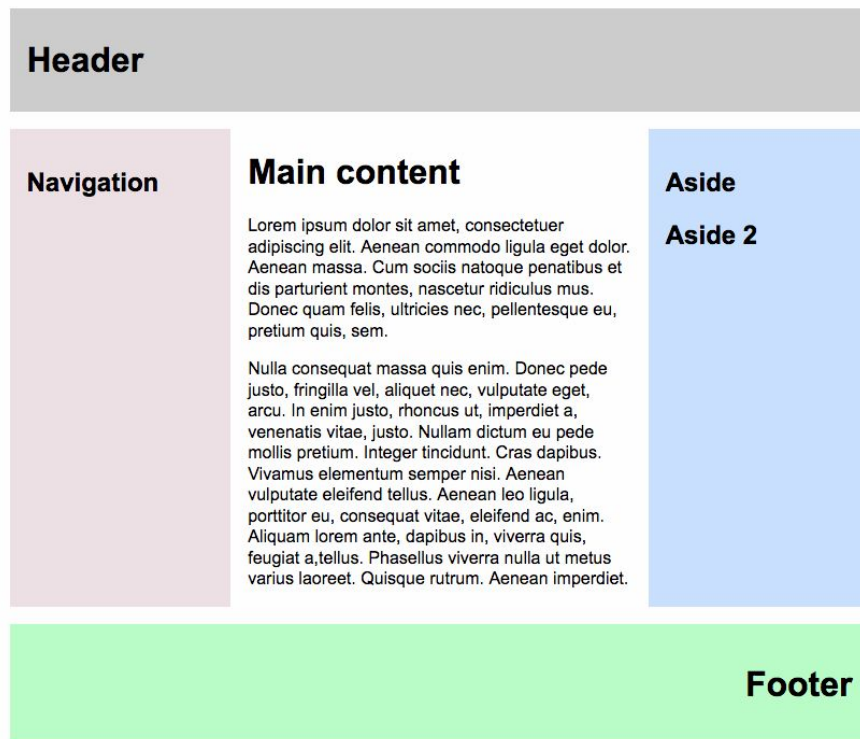 Header
Navigation
Main content
Lorem ipsum dolor sit amet, consectetuer
adipiscing elit. Aenean commodo ligula eget dolor.
Aenean massa. Cum sociis natoque penatibus et
dis parturient montes, nascetur ridiculus mus.
Donec quam felis, ultricies nec, pellentesque eu,
pretium quis, sem.
Nulla consequat massa quis enim. Donec pede
justo, fringilla vel, aliquet nec, vulputate eget,
arcu. In enim justo, rhoncus ut, imperdiet a,
venenatis vitae, justo. Nullam dictum eu pede
mollis pretium. Integer tincidunt. Cras dapibus.
Vivamus elementum semper nisi. Aenean
vulputate eleifend tellus. Aenean leo ligula,
porttitor eu, consequat vitae, eleifend ac, enim.
Aliquam lorem ante, dapibus in, viverra quis,
feugiat a,tellus. Phasellus viverra nulla ut metus
varius laoreet. Quisque rutrum. Aenean imperdiet.
Aside
Aside 2
Footer